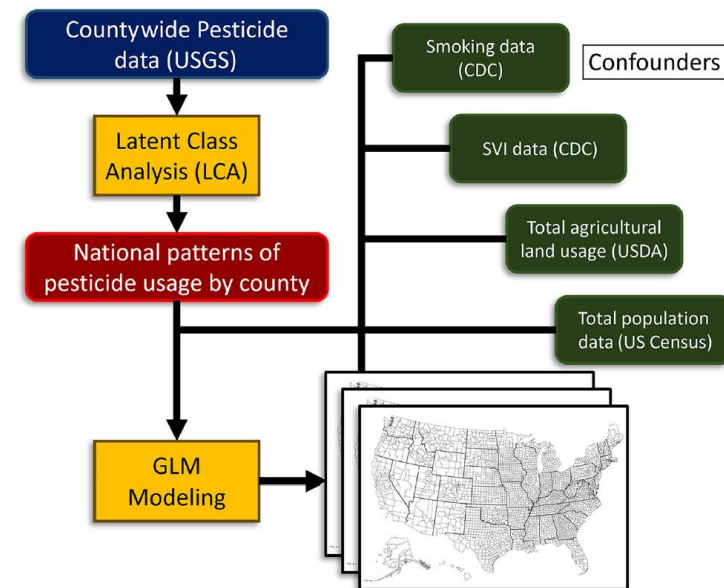 Countywide Pesticide
data (USGS)
Latent Class
Analysis (LCA)
National patterns of
pesticide usage by county
GLM
Modeling
Smoking data
(CDC)
Confounders
SVI data (CDC)
Total agricultural
land usage (USDA)
Total population
data (US Census)